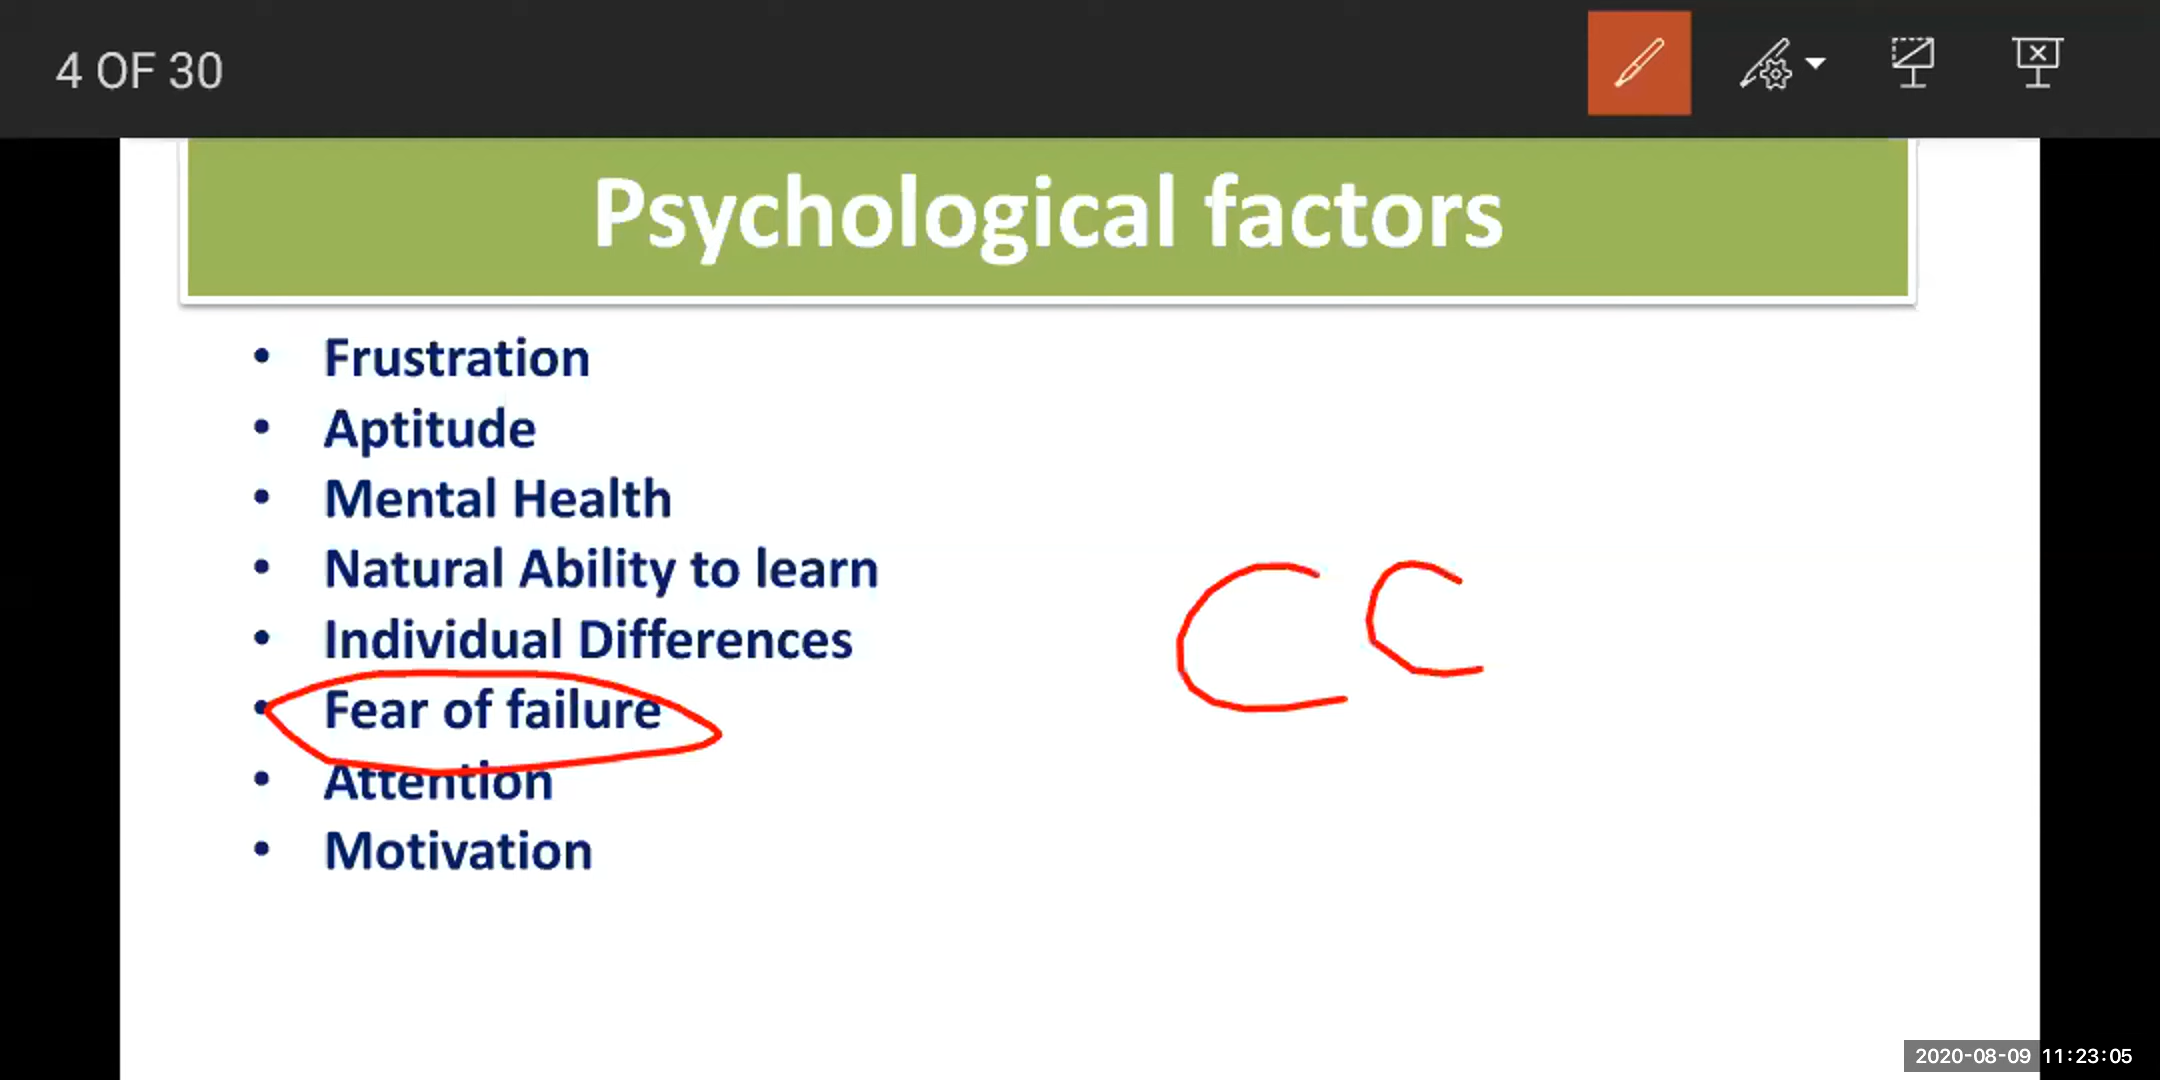 4 OF 30
Psychological factors
• Frustration
• Aptitude
• Mental Health
• Natural Ability to learn
• Individual Differences
• Fear of failure
• Attention
• Motivation
CC
2020-08-09 11:23:05